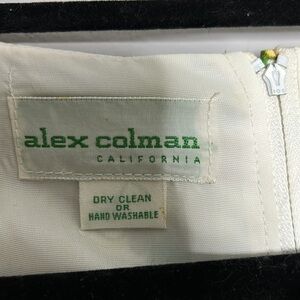 alex colman
CALIFORNIA
DRY CLEAN
OR
HAND WASHABLE